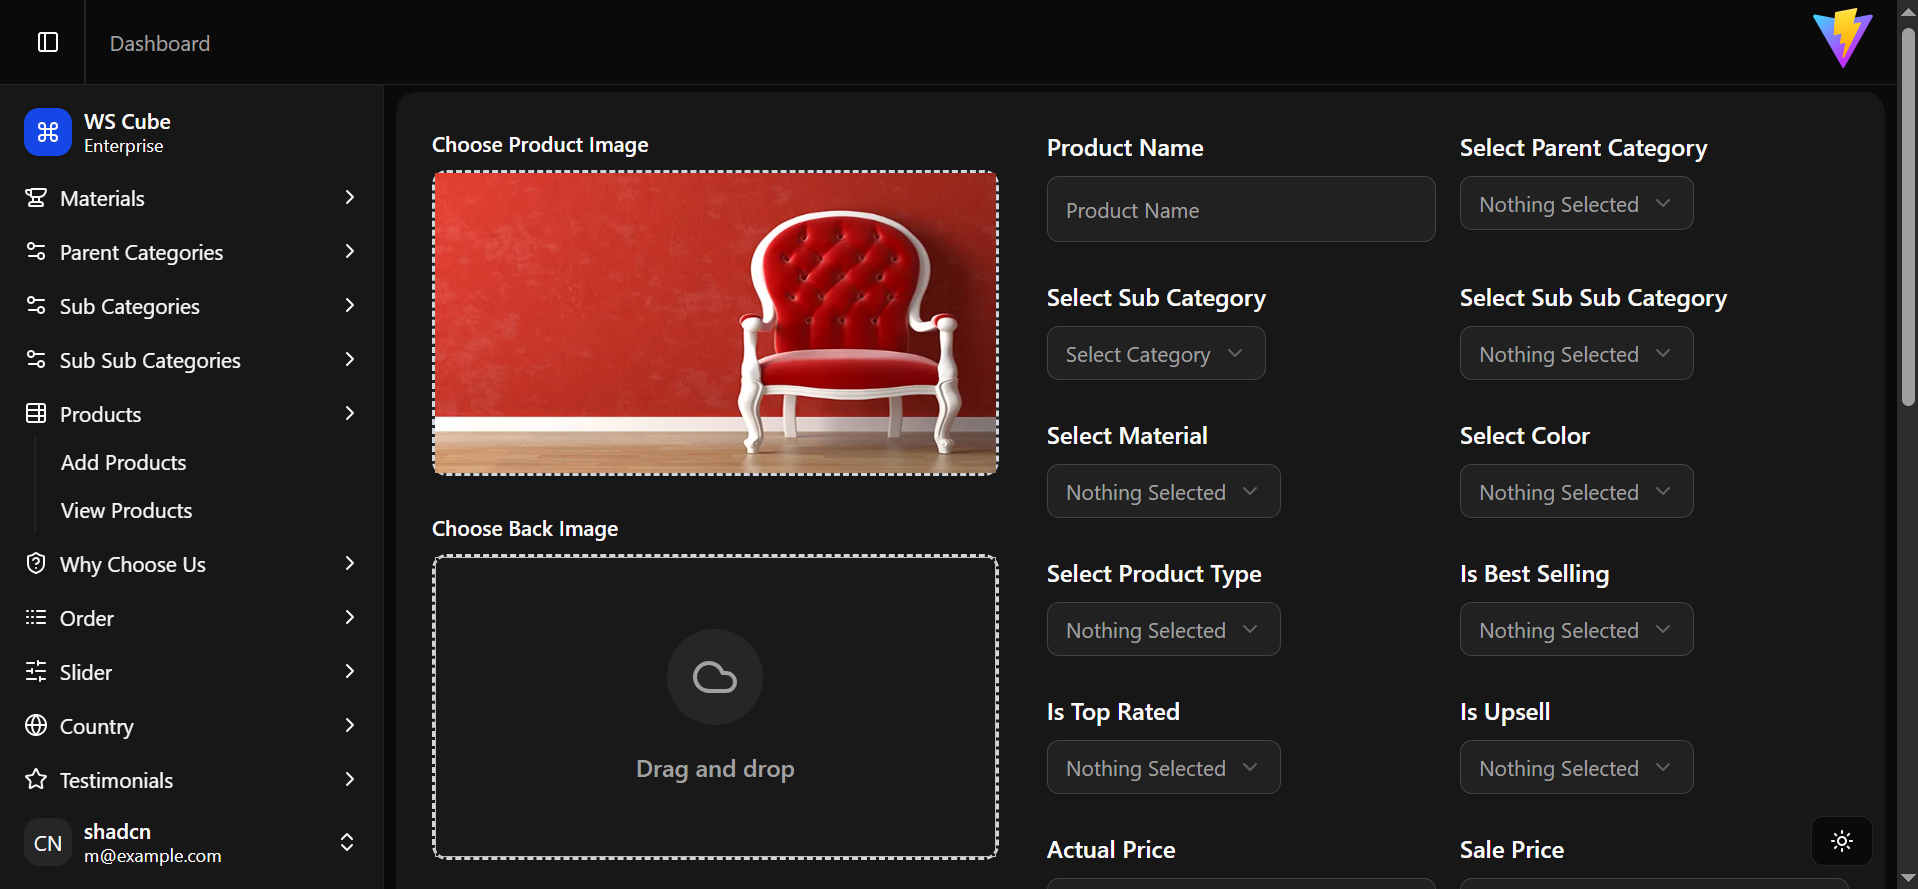 Dashboard
WS Cube
Enterprise
Materials
Parent Categories
Sub Categories
Sub Sub Categories
Products
Add Products
View Products
Why Choose Us
Order
Slider
Country
Testimonials
CN
shadcn
m@example.com
Choose Product Image
Choose Back Image
Drag and drop
Product Name
Product Name
Select Parent Category
Nothing Selected
Select Sub Category
Select Category
Select Sub Sub Category
Nothing Selected
Select Material
Nothing Selected
Select Color
Nothing Selected
Select Product Type
Nothing Selected
Is Best Selling
Nothing Selected
Is Top Rated
Nothing Selected
Is Upsell
Nothing Selected
Actual Price
Sale Price